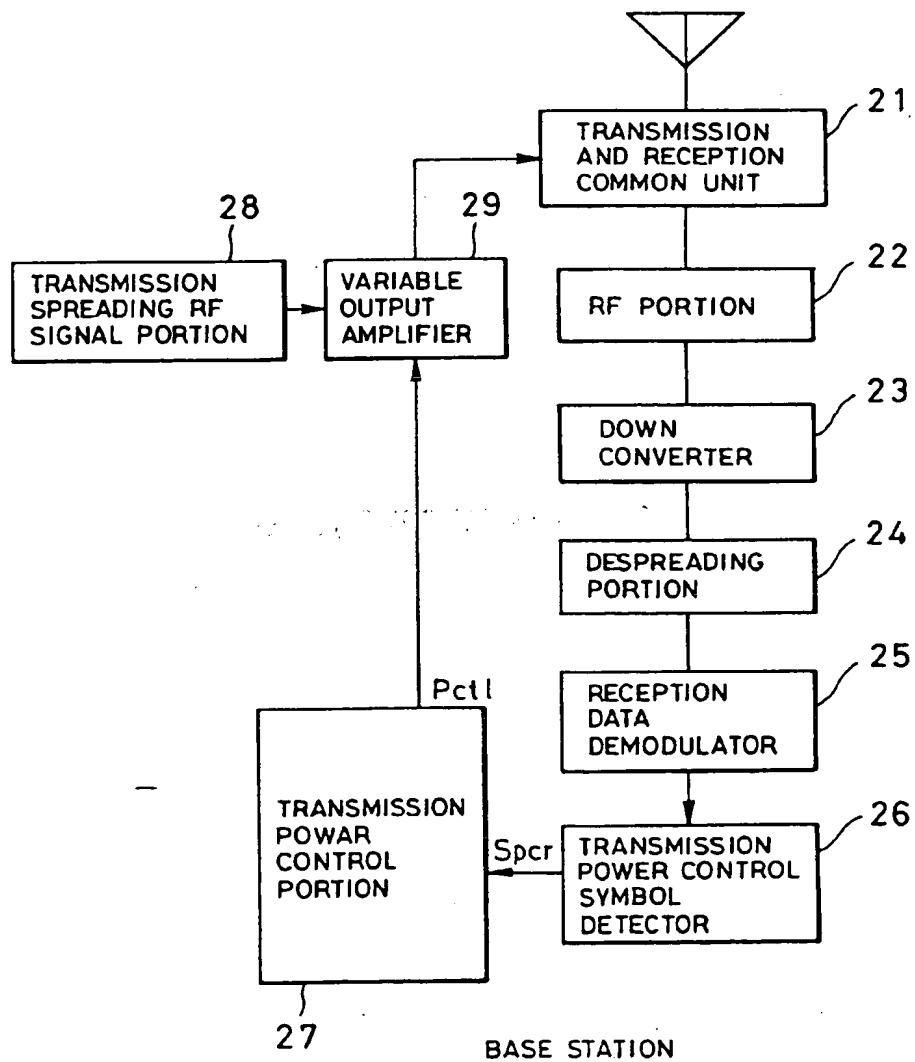 21
TRANSMISSION
AND RECEPTION
COMMON UNIT
28
29
TRANSMISSION
SPREADING RF
SIGNAL PORTION
VARIABLE
OUTPUT
AMPLIFIER
22
RF PORTION
23
DOWN
CONVERTER
24
DESPREADING
PORTION
25
RECEPTION
DATA
DEMODULATOR
Pctl
TRANSMISSION
POWAR
CONTROL
PORTION
Spcr
26
TRANSMISSION
POWER CONTROL
SYMBOL
DETECTOR
27
BASE STATION